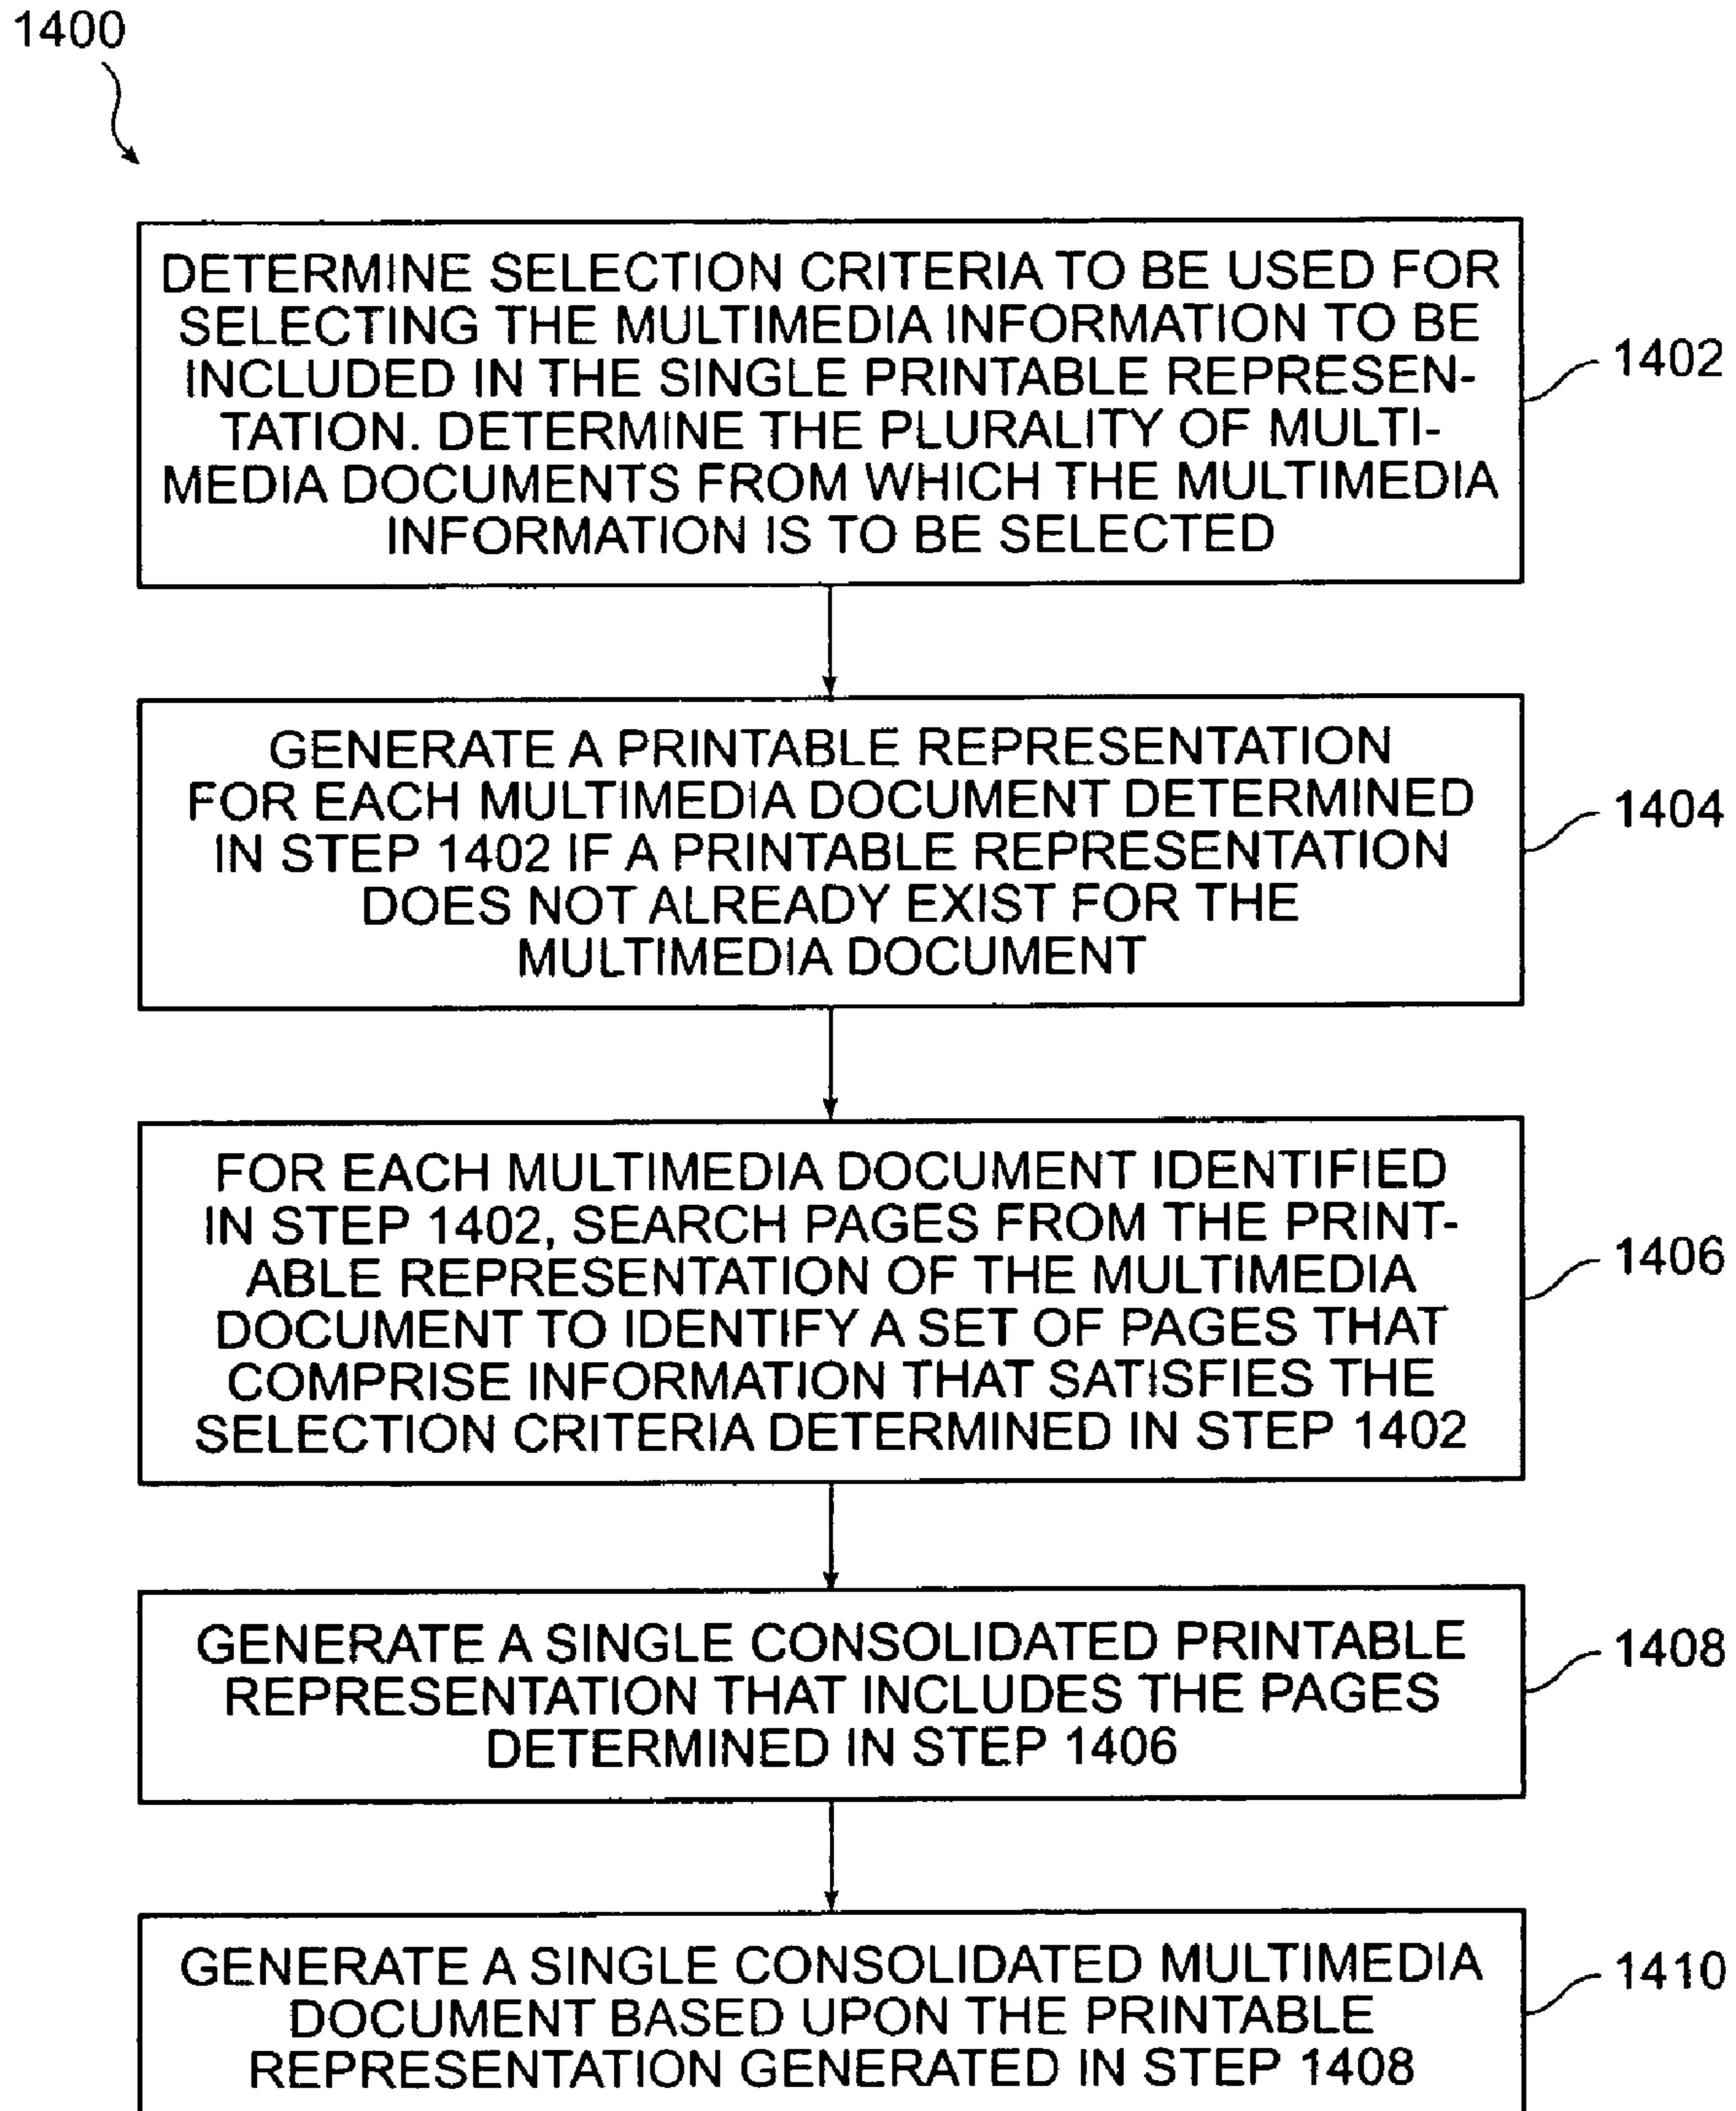 1400
DETERMINE SELECTION CRITERIA TO BE USED FOR
SELECTING THE MULTIMEDIA INFORMATION TO BE
INCLUDED IN THE SINGLE PRINTABLE REPRESEN-
TATION. DETERMINE THE PLURALITY OF MULTI-
MEDIA DOCUMENTS FROM WHICH THE MULTIMEDIA
INFORMATION IS TO BE SELECTED
1402
GENERATE A PRINTABLE REPRESENTATION
FOR EACH MULTIMEDIA DOCUMENT DETERMINED
IN STEP 1402 IF A PRINTABLE REPRESENTATION
DOES NOT ALREADY EXIST FOR THE
MULTIMEDIA DOCUMENT
1404
FOR EACH MULTIMEDIA DOCUMENT IDENTIFIED
IN STEP 1402, SEARCH PAGES FROM THE PRINT-
ABLE REPRESENTATION OF THE MULTIMEDIA
DOCUMENT TO IDENTIFY A SET OF PAGES THAT
COMPRISE INFORMATION THAT SATISFIES THE
SELECTION CRITERIA DETERMINED IN STEP 1402
1406
GENERATE A SINGLE CONSOLIDATED PRINTABLE
REPRESENTATION THAT INCLUDES THE PAGES
DETERMINED IN STEP 1406
1408
GENERATE A SINGLE CONSOLIDATED MULTIMEDIA
DOCUMENT BASED UPON THE PRINTABLE
REPRESENTATION GENERATED IN STEP 1408
1410